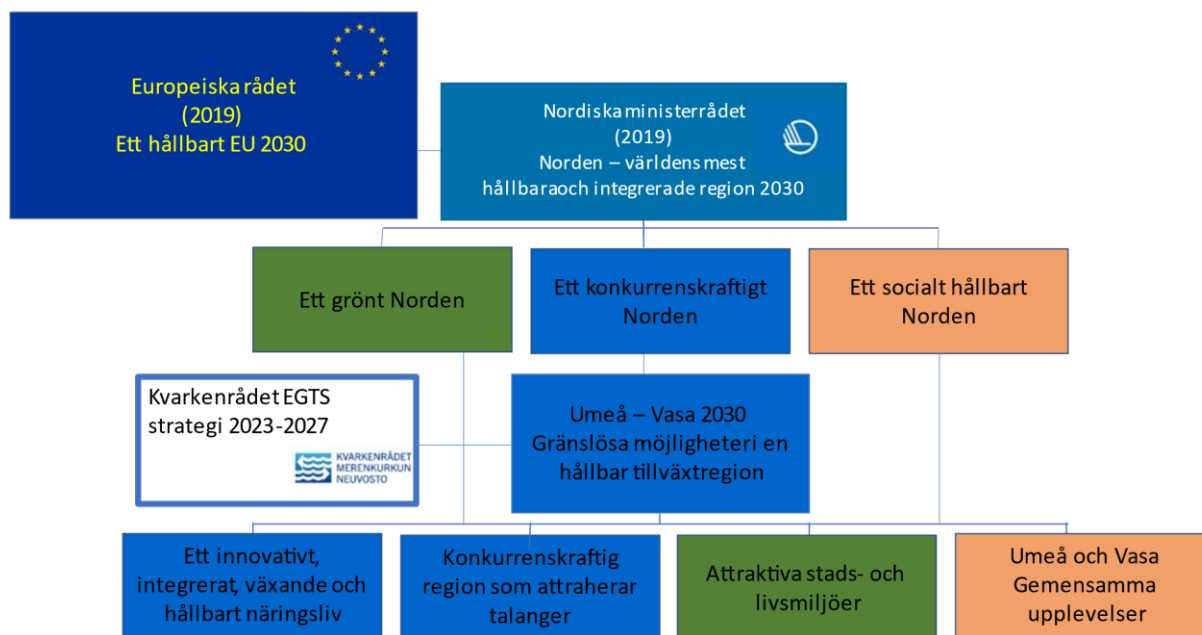 Europeiska rådet
(2019)
Ett hållbart EU 2030
Nordiska ministerrådet
(2019)
Norden – världens mest
hållbaraoch integrerade region 2030
Ett grönt Norden
Ett konkurrenskraftigt
Norden
Ett socialt hållbart
Norden
Kvarkenrådet EGTS
strategi 2023-2027
KVARKENRÅDET
MERENKURKUN
NEUVOSTO
Umeå – Vasa 2030
Gränslösa möjligheteri en
hållbar tillväxtregion
Ett innovativt,
integrerat, växande och
hållbart näringsliv
Konkurrenskraftig
region som attraherar
talanger
Attraktiva stads- och
livsmiljöer
Umeå och Vasa
Gemensamma
upplevelser